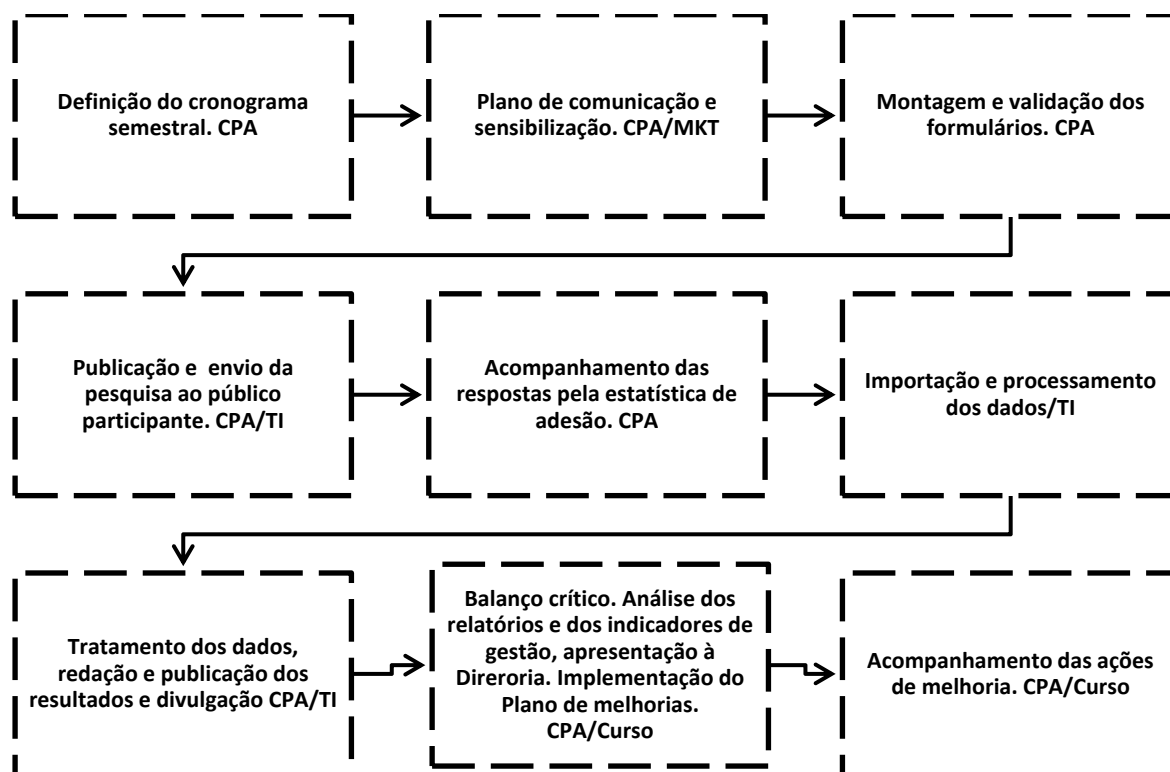 Definição do cronograma
semestral. CPA
Plano de comunicação e
sensibilização. CPA/MKT
Montagem e validação dos
formulários. CPA
Publicação e  envio da
pesquisa ao público
participante. CPA/TI
Acompanhamento das
respostas pela estatística de
adesão. CPA
Importação e processamento
dos dados/TI
Tratamento dos dados,
redação e publicação dos
resultados e divulgação CPA/TI
Balanço crítico. Análise dos
relatórios e dos indicadores de
gestão, apresentação à
Direroria. Implementação do
Plano de melhorias.
CPA/Curso
Acompanhamento das ações
de melhoria. CPA/Curso